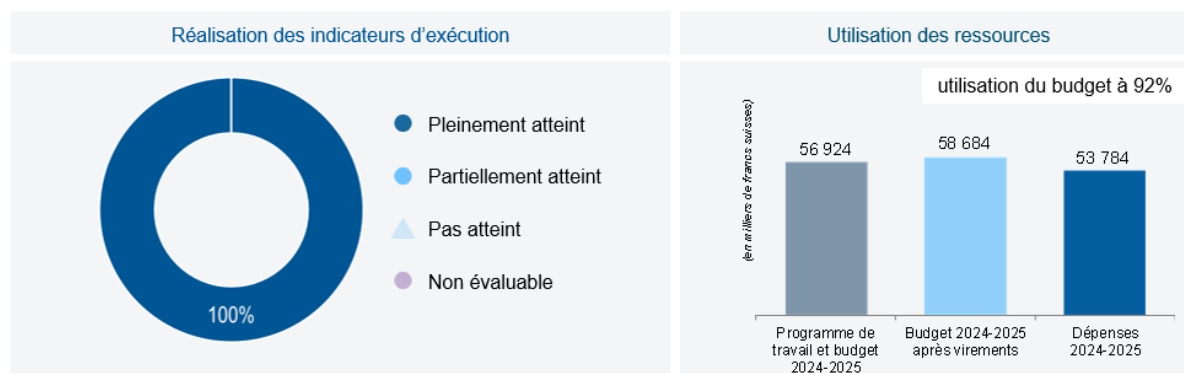 Réalisation des indicateurs d’exécution
100%
Pleinement atteint
Partiellement atteint
Pas atteint
Non évaluable
Utilisation des ressources
utilisation du budget à 92%
(en milliers de francs suisses)
56 924
58 684
53 784
Programme de
travail et budget
2024-2025
Budget 2024-2025
après virements
Dépenses
2024-2025